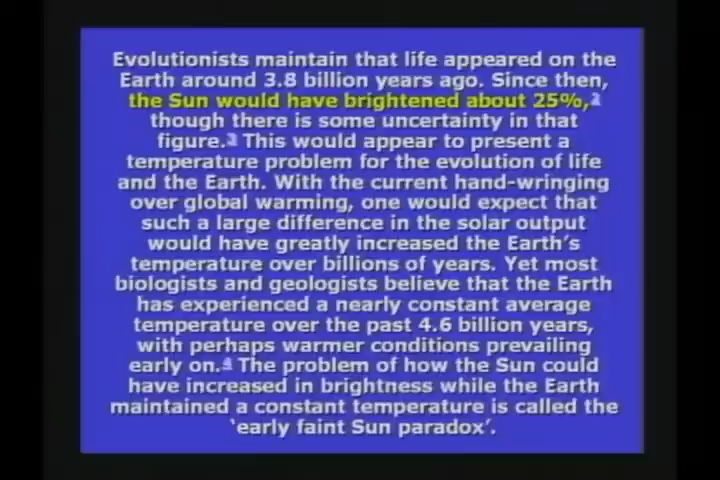 Evolutionists maintain that life appeared on the
Earth around 3.8 billion years ago. Since then,
the Sun would have brightened about 25%,2
though there is some uncertainty in that
figure.3 This would appear to present a
temperature problem for the evolution of life
and the Earth. With the current hand-wringing
over global warming, one would expect that
such a large difference in the solar output
would have greatly increased the Earth's
temperature over billions of years. Yet most
biologists and geologists believe that the Earth
has experienced a nearly constant average
temperature over the past 4.6 billion years,
with perhaps warmer conditions prevailing
early on.4 The problem of how the Sun could
have increased in brightness while the Earth
maintained a constant temperature is called the
‘early faint Sun paradox’.